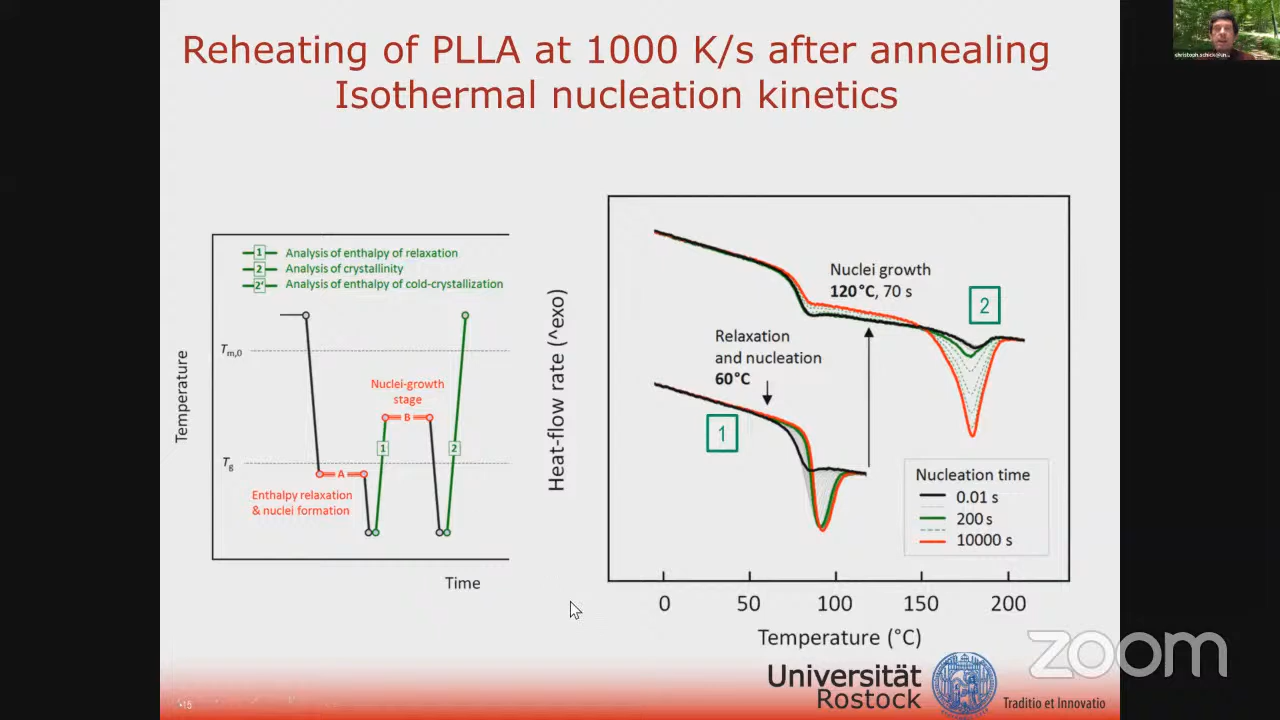 Reheating of PLLA at 1000 K/s after annealing
Isothermal nucleation kinetics
1 Analysis of enthalpy of relaxation
2 Analysis of crystallinity
2' Analysis of enthalpy of cold-crystallization
Temperature
Tm,0
Tg
Nuclei-growth
stage
B
A
1
2
Enthalpy relaxation
& nuclei formation
Time
Heat-flow rate (^exo)
Nuclei growth
120°C, 70 s
2
Relaxation
and nucleation
60°C
1
Nucleation time
0.01 s
200 s
10000 s
0 50 100 150 200
Temperature (°C)
Universität
Rostock
Traditio et Innovatio
zoom
15